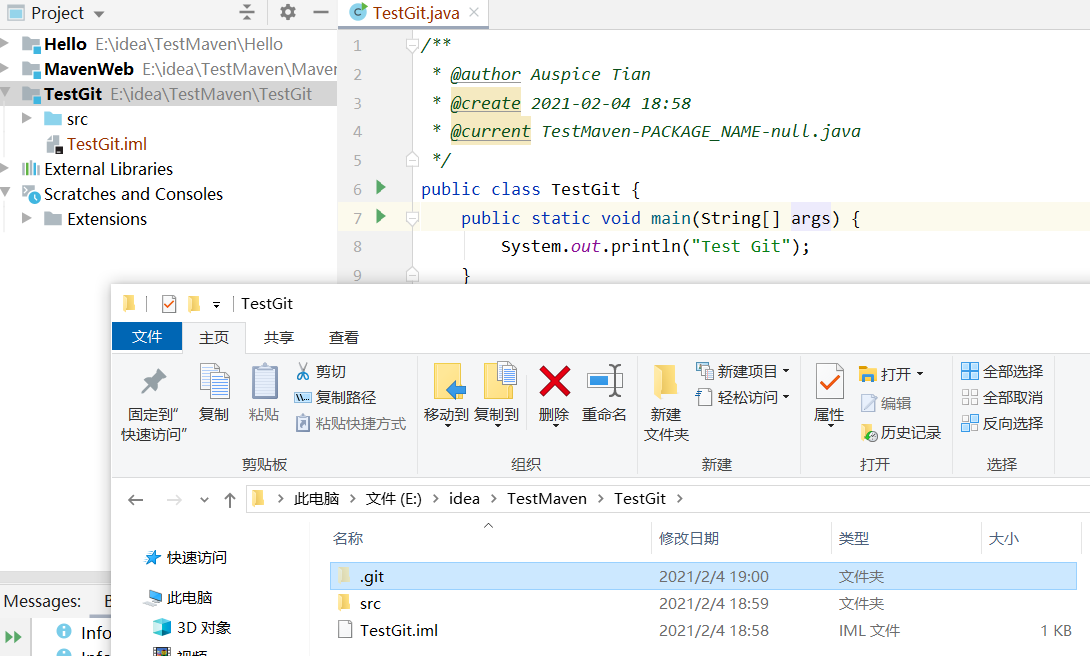 Project
TestGit.java
Hello E:\idea\TestMaven\Hello
MavenWeb E:\idea\TestMaven\Maven
TestGit E:\idea\TestMaven\TestGit
src
TestGit.iml
External Libraries
Scratches and Consoles
Extensions
1 /**
2 * @author Auspice Tian
3 * @create 2021-02-04 18:58
4 * @current TestMaven-PACKAGE_NAME-null.java
5 */
6 public class TestGit {
7 public static void main(String[] args) {
8 System.out.println("Test Git");
9 }
TestGit
文件 主页 共享 查看
固定到"快速访问"
复制
粘贴
剪切
复制路径
粘贴快捷方式
剪贴板
移动到
复制到
删除
重命名
组织
新建文件夹
新建项目
轻松访问
新建
属性
打开
编辑
历史记录
打开
全部选择
全部取消
反向选择
选择
此电脑 文件 (E:) idea TestMaven TestGit
名称 修改日期 类型 大小
快速访问
此电脑
3D 对象
视频
.git 2021/2/4 19:00 文件夹
src 2021/2/4 18:59 文件夹
TestGit.iml 2021/2/4 18:58 IML 文件 1 KB
Messages:
Info
Info